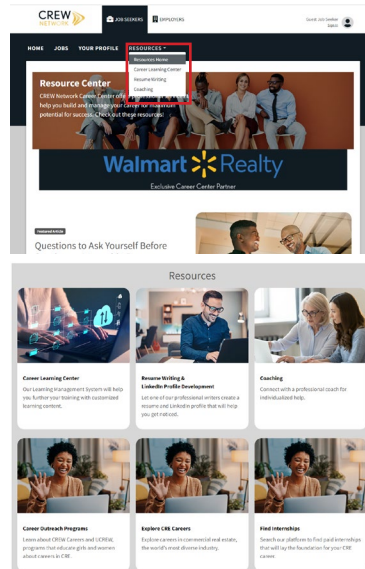 CREW
NETWORK
JOB SEEKERS
EMPLOYERS
Guest Job Seeker
HOME JOBS YOUR PROFILE RESOURCES
Resources Home
Career Learning Center
Resume Writing
Coaching
Resource Center
CREW Network Career Center
help you build and manage your career for maximum
potential for success. Check out these resources!
Walmart Realty
Exclusive Career Center Partner
Featured Article
Questions to Ask Yourself Before
Resources
Career Learning Center
Our Learning Management System will help
you further your training with customized
learning content.
Resume Writing &
LinkedIn Profile Development
Let one of our professional writers create a
resume and LinkedIn profile that will help
you get noticed.
Coaching
Connect with a professional coach for
individualized help.
Career Outreach Programs
Learn about CREW Careers and UCREW,
programs that educate girls and women
about careers in CRE.
Explore CRE Careers
Explore careers in commercial real estate,
the world's most diverse industry.
Find Internships
Search our platform to find paid internships
that will lay the foundation for your CRE
career.